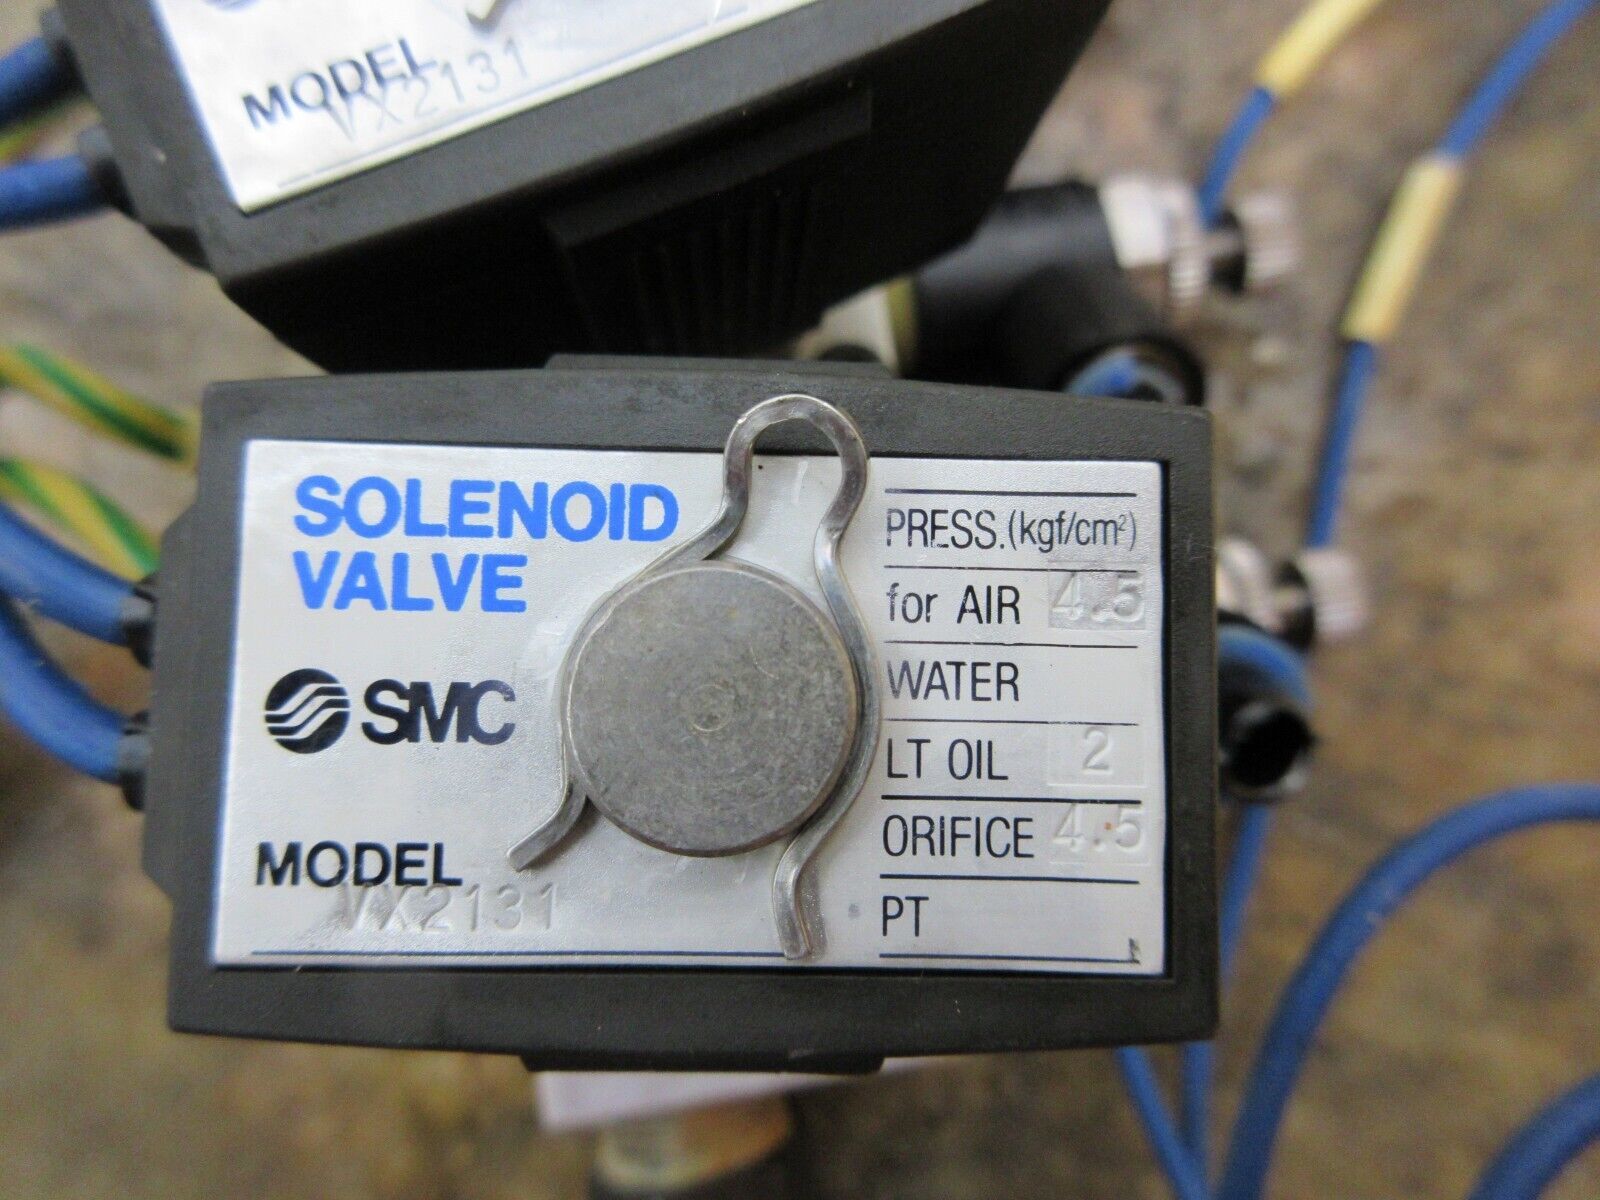 MODEL
VX2131
SOLENOID
VALVE
SMC
MODEL
VX2131
PRESS. (kgf/cm²)
for AIR 4.5
WATER
LT OIL 2
ORIFICE 4.5
PT